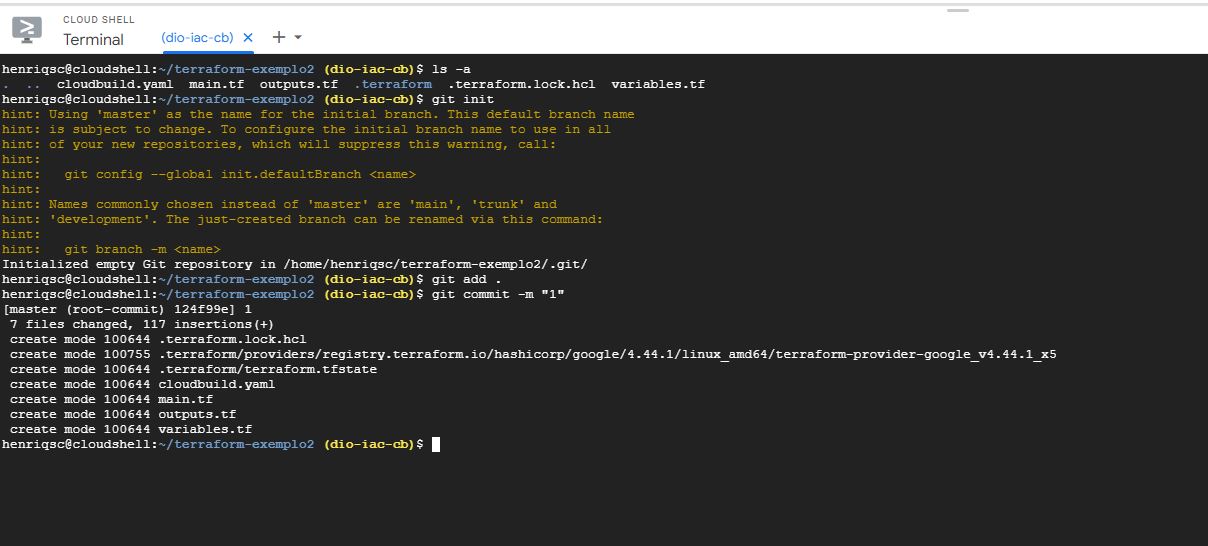 CLOUD SHELL
Terminal
(dio-iac-cb)
henriqsc@cloudshell:~/terraform-exemplo2 (dio-iac-cb)$ ls -a
. .. cloudbuild.yaml main.tf outputs.tf .terraform .terraform.lock.hcl variables.tf
henriqsc@cloudshell:~/terraform-exemplo2 (dio-iac-cb)$ git init
hint: Using 'master' as the name for the initial branch. This default branch name
hint: is subject to change. To configure the initial branch name to use in all
hint: of your new repositories, which will suppress this warning, call:
hint:
hint: git config --global init.defaultBranch <name>
hint:
hint: Names commonly chosen instead of 'master' are 'main', 'trunk' and
hint: 'development'. The just-created branch can be renamed via this command:
hint:
hint: git branch -m <name>
Initialized empty Git repository in /home/henriqsc/terraform-exemplo2/.git/
henriqsc@cloudshell:~/terraform-exemplo2 (dio-iac-cb)$ git add .
henriqsc@cloudshell:~/terraform-exemplo2 (dio-iac-cb)$ git commit -m "1"
[master (root-commit) 124f99e] 1
7 files changed, 117 insertions(+)
create mode 100644 .terraform.lock.hcl
create mode 100755 .terraform/providers/registry.terraform.io/hashicorp/google/4.44.1/linux_amd64/terraform-provider-google_v4.44.1_x5
create mode 100644 .terraform/terraform.tfstate
create mode 100644 cloudbuild.yaml
create mode 100644 main.tf
create mode 100644 outputs.tf
create mode 100644 variables.tf
henriqsc@cloudshell:~/terraform-exemplo2 (dio-iac-cb)$